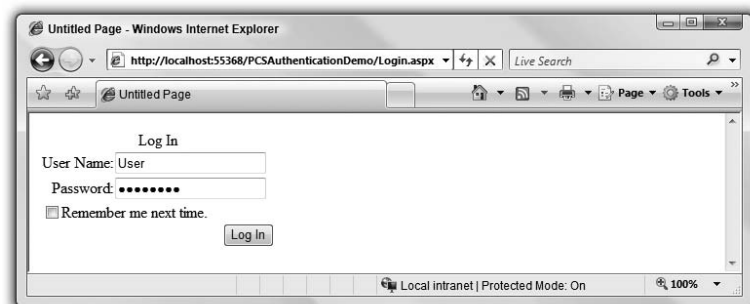 Untitled Page - Windows Internet Explorer
http://localhost:55368/PCSAuthenticationDemo/Login.aspx
Live Search
Untitled Page
Page
Tools
Log In
User Name: User
Password: ••••••••
Remember me next time.
Log In
Local intranet | Protected Mode: On
100%